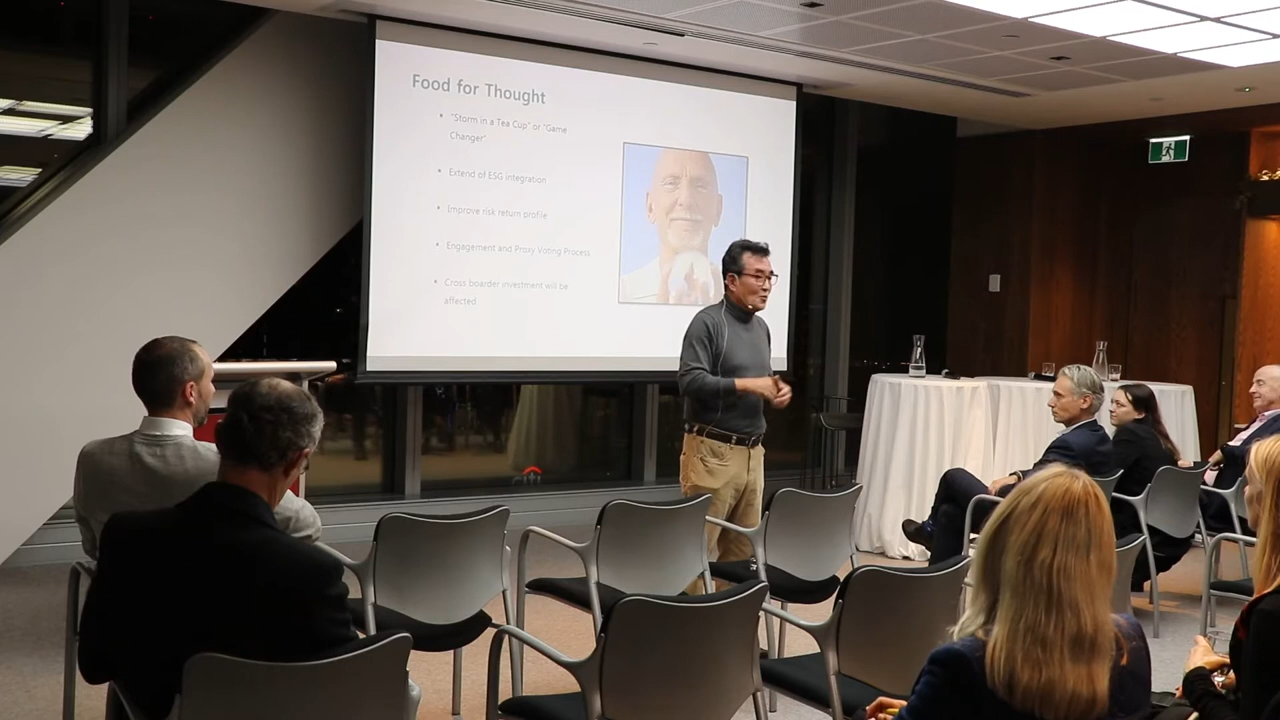 Food for Thought
• "Storm in a Tea Cup" or "Game
Changer"
• Extend of ESG integration
• Improve risk return profile
• Engagement and Proxy Voting Process
• Cross boarder investment will be
affected
citi